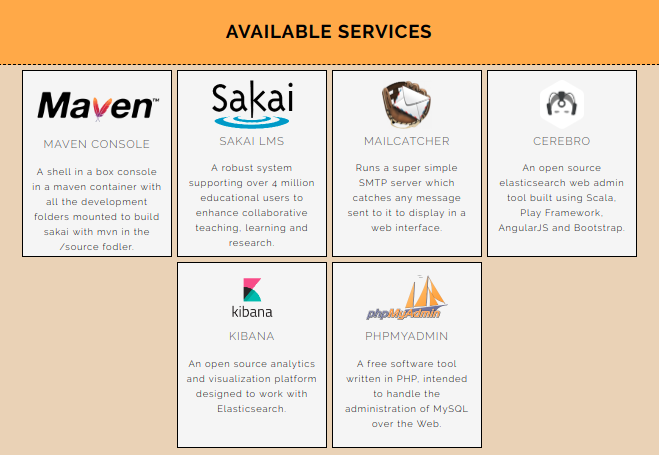 AVAILABLE SERVICES
Maven™
MAVEN CONSOLE
A shell in a box console
in a maven container with
all the development
folders mounted to build
sakai with mvn in the
/source fodler.
Sakai
SAKAI LMS
A robust system
supporting over 4 million
educational users to
enhance collaborative
teaching, learning and
research.
MAILCATCHER
Runs a super simple
SMTP server which
catches any message
sent to it to display in a
web interface.
CEREBRO
An open source
elasticsearch web admin
tool built using Scala,
Play Framework,
AngularJS and Bootstrap.
kibana
KIBANA
An open source analytics
and visualization platform
designed to work with
Elasticsearch.
phpMyAdmin
PHPMYADMIN
A free software tool
written in PHP, intended
to handle the
administration of MySQL
over the Web.